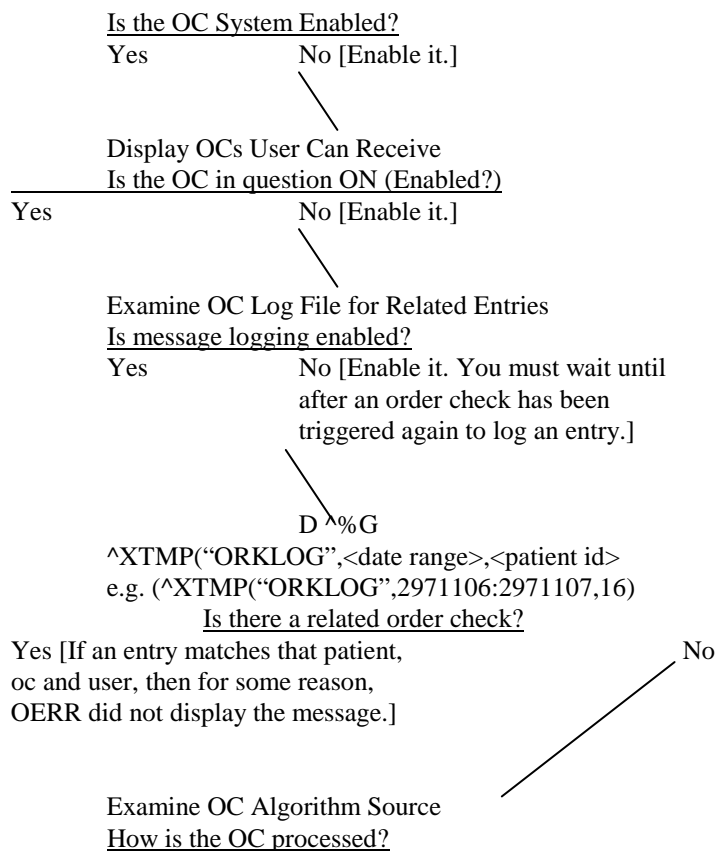 Is the OC System Enabled?
Yes No [Enable it.]
Display OCs User Can Receive
Is the OC in question ON (Enabled?)
Yes No [Enable it.]
Examine OC Log File for Related Entries
Is message logging enabled?
Yes No [Enable it. You must wait until
after an order check has been
triggered again to log an entry.]
D ^%G
^XTMP(“ORKLOG”,<date range>,<patient id>
e.g. (^XTMP(“ORKLOG”,2971106:2971107,16)
Is there a related order check?
Yes [If an entry matches that patient, No
oc and user, then for some reason,
OERR did not display the message.]
Examine OC Algorithm Source
How is the OC processed?